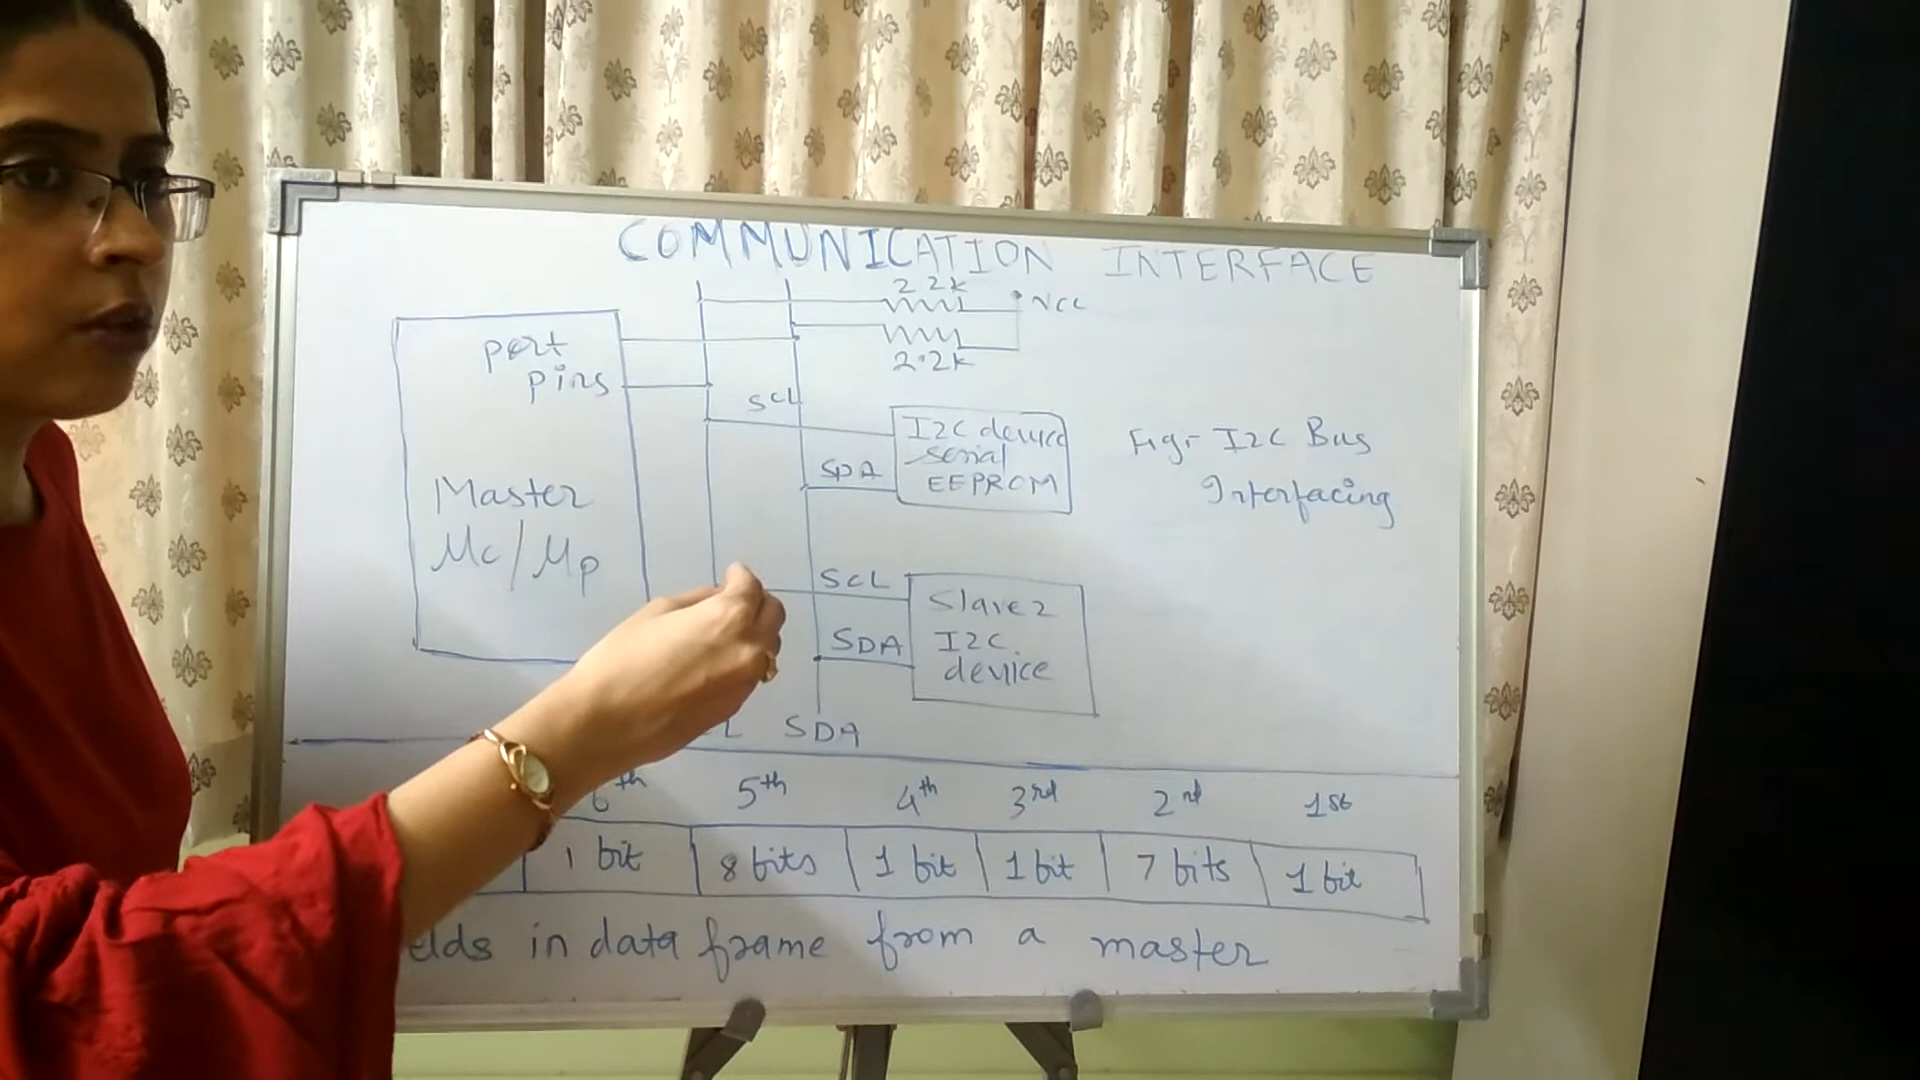 COMMUNICATION INTERFACE
2.2K
VCC
2.2K
port
pins
SCL
I2C device
serial
EEPROM
SDA
Fig:- I2C Bus
Interfacing
Master
Mc/Mp
SCL
Slave 2
I2C
device
SDA
SDA
6th 5th 4th 3rd 2nd 1st
1 bit 8 bits 1 bit 1 bit 7 bits 1 bit
in data frame from a master